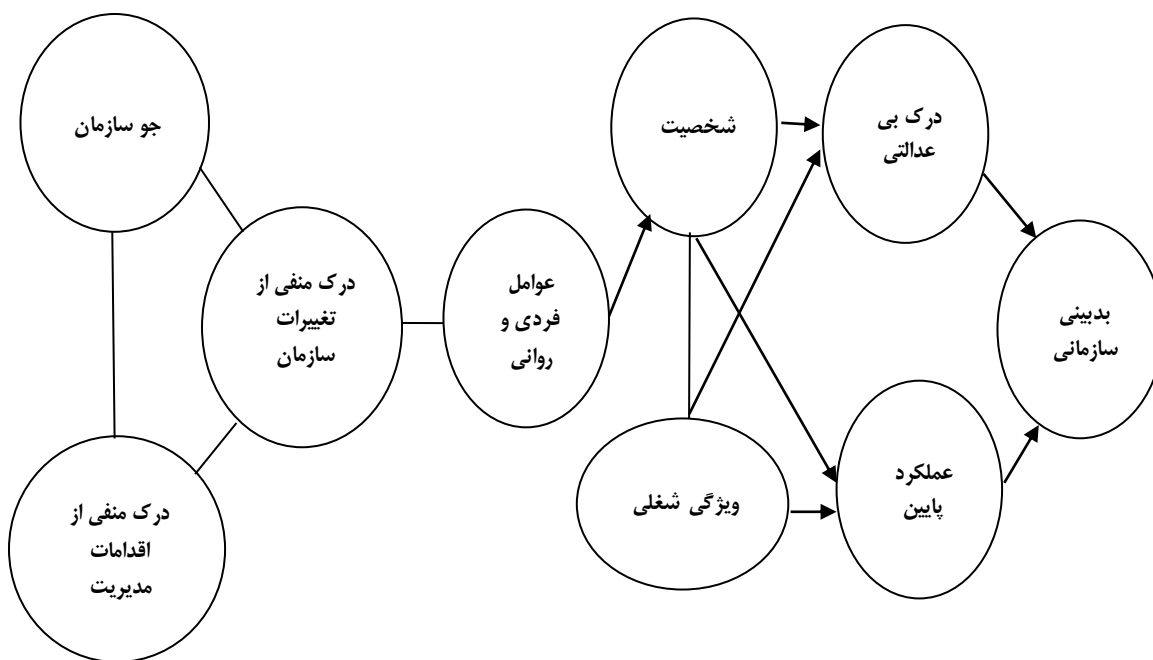 جو سازمان
درک منفی از
تغییرات
سازمان
درک منفی از
اقدامات
مدیریت
عوامل
فردی و
روانی
شخصیت
ویژگی شغلی
درک بی
عدالتی
عملکرد
پایین
بدبینی
سازمانی